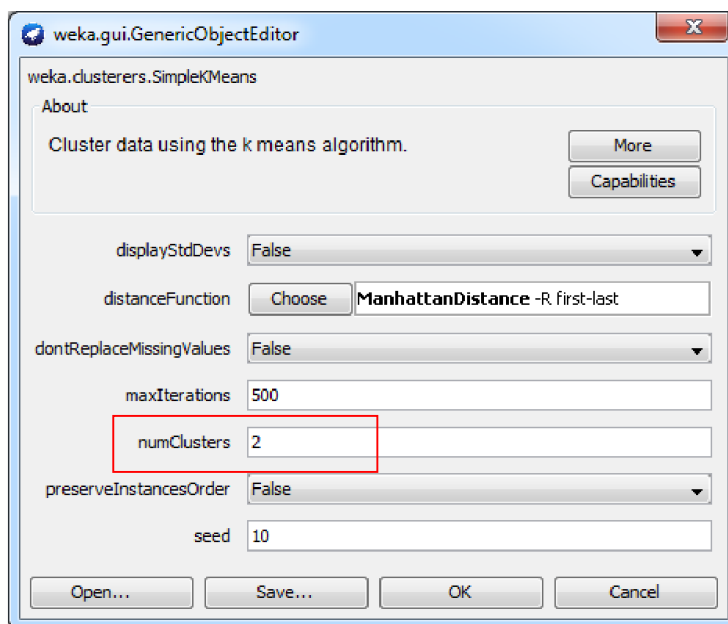 weka.gui.GenericObjectEditor
weka.clusterers.SimpleKMeans
About
Cluster data using the k means algorithm.
More
Capabilities
displayStdDevs False
distanceFunction Choose ManhattanDistance -R first-last
dontReplaceMissingValues False
maxIterations 500
numClusters 2
preserveInstancesOrder False
seed 10
Open... Save... OK Cancel